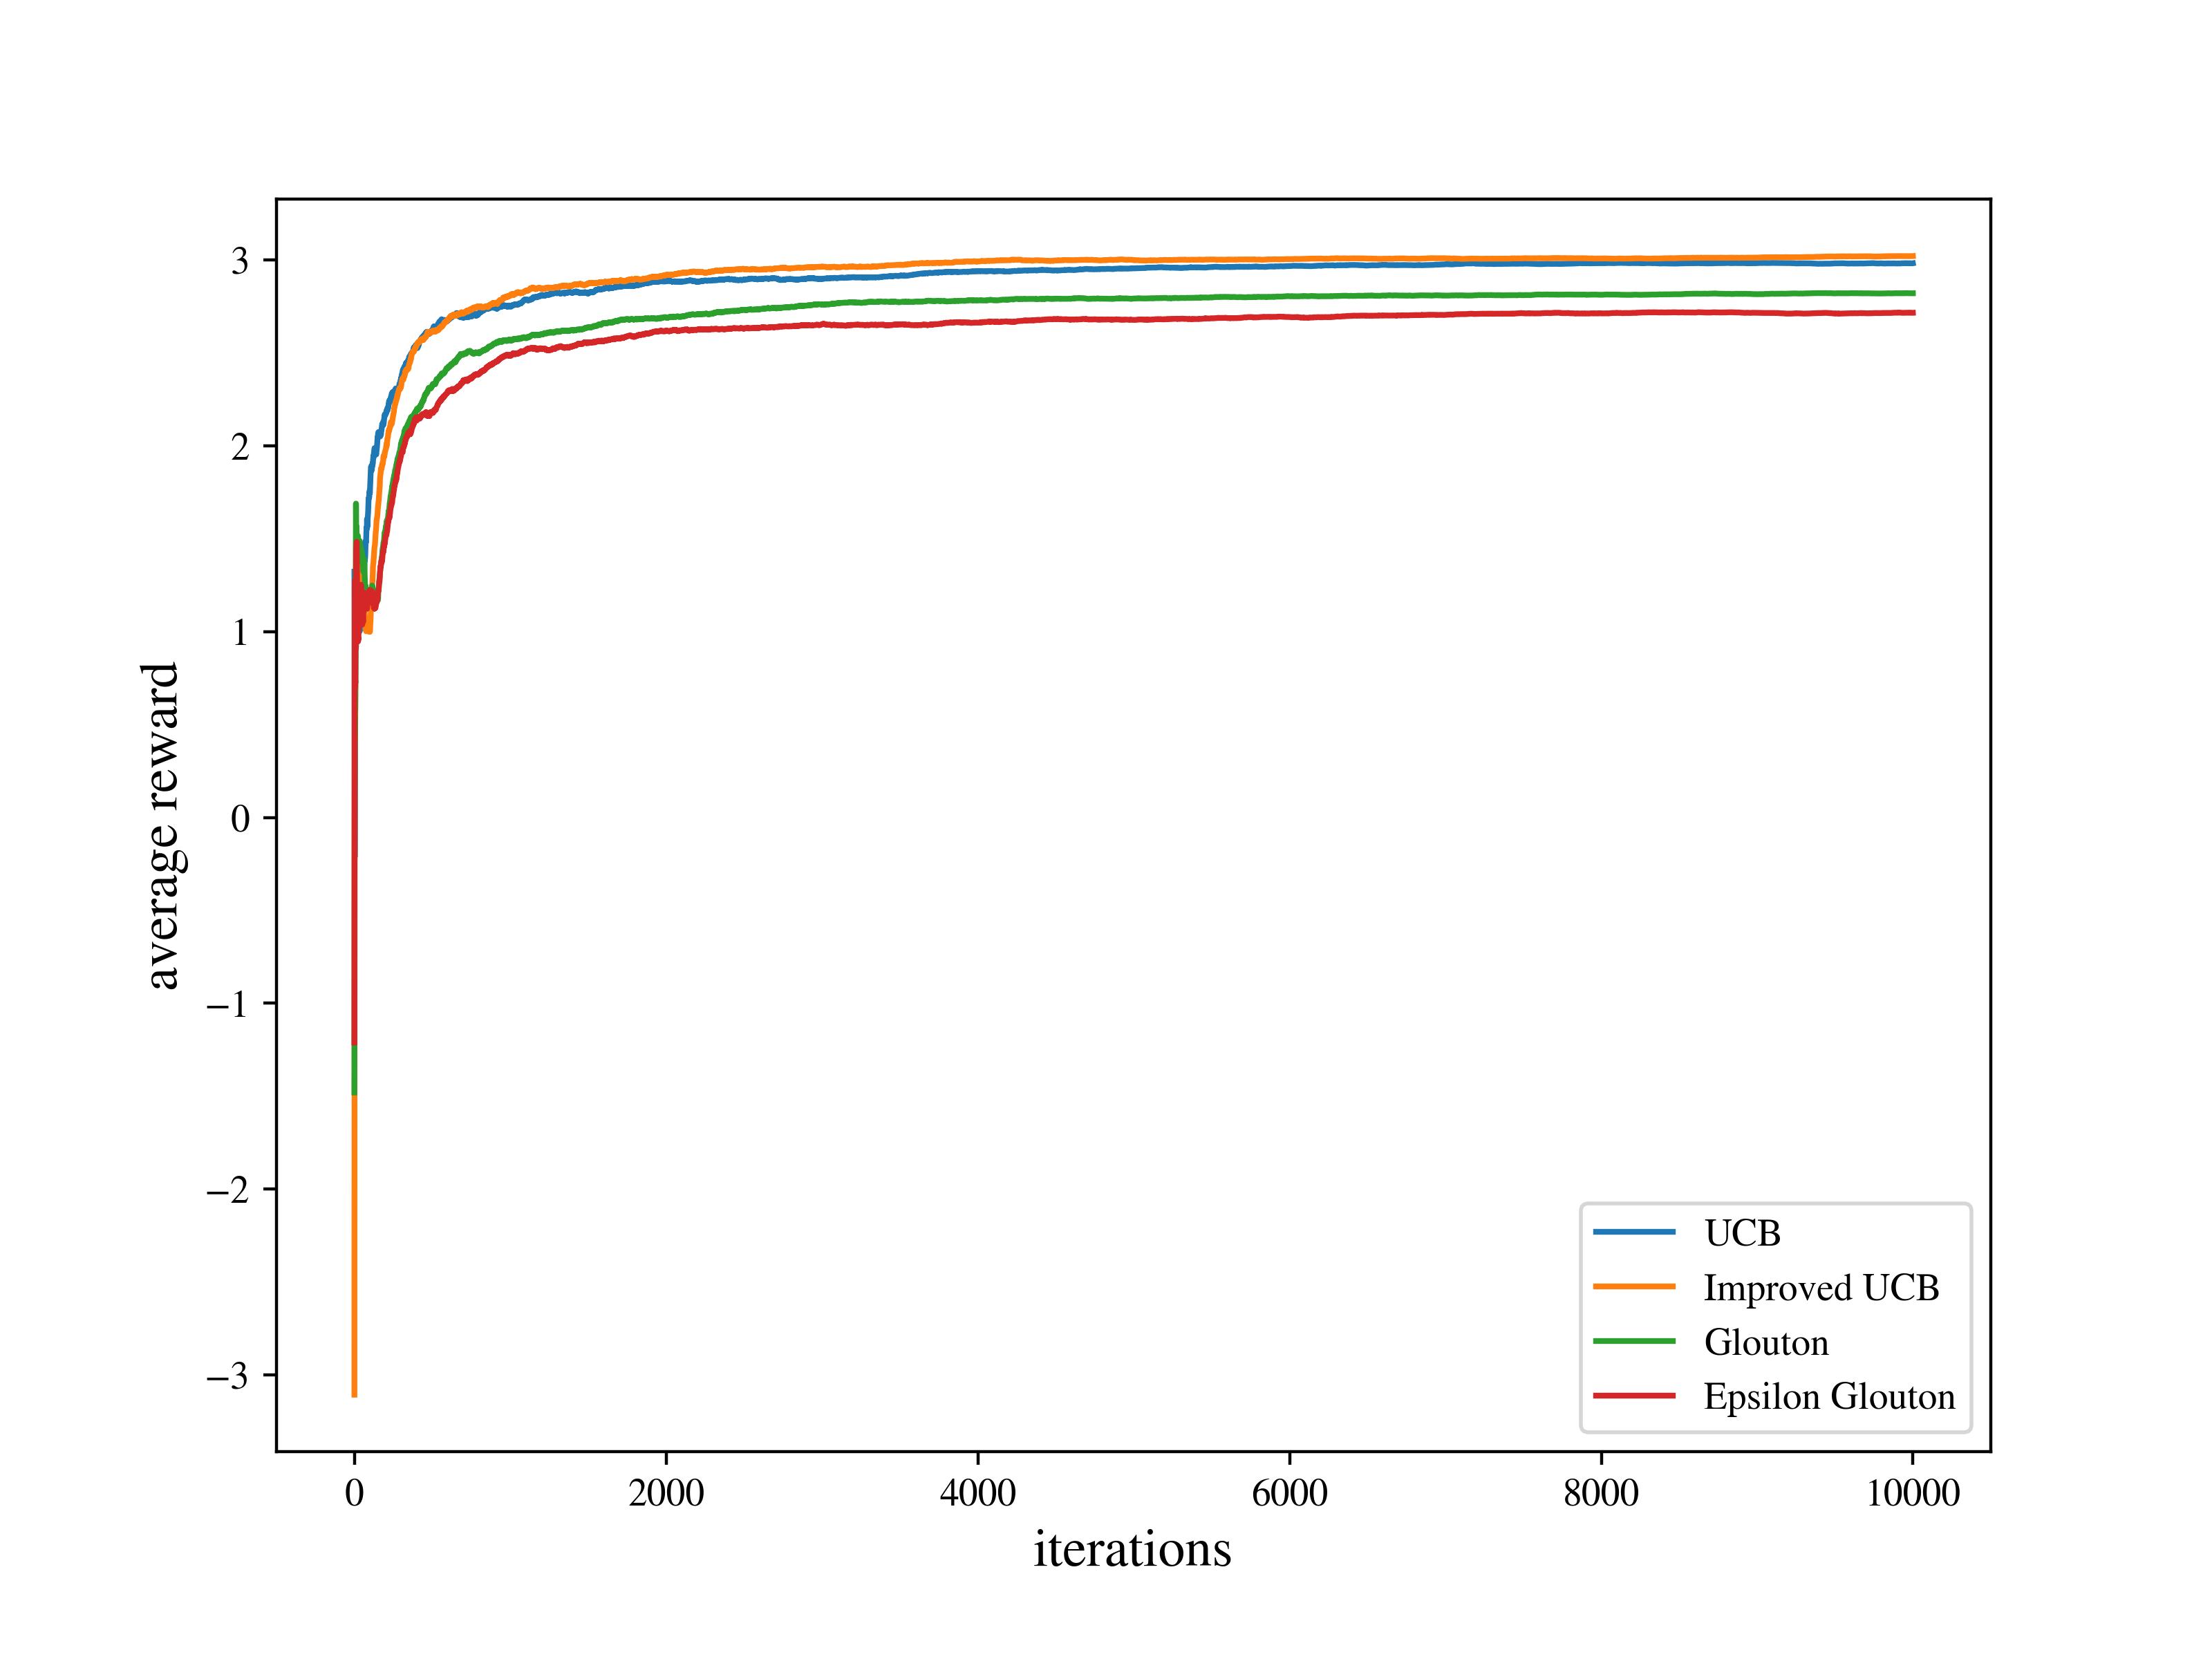 average reward
3
2
1
0
−1
−2
−3
0 2000 4000 6000 8000 10000
iterations
UCB
Improved UCB
Glouton
Epsilon Glouton